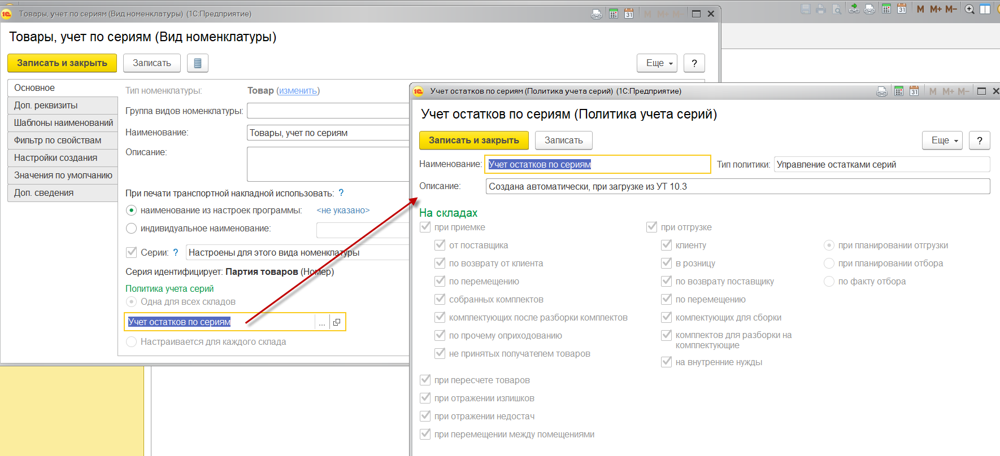 Товары, учет по сериям (Вид номенклатуры) (1С:Предприятие)
M M+ M−
M M+ M−
Товары, учет по сериям (Вид номенклатуры)
Записать и закрыть
Записать
Еще
?
Основное
Доп. реквизиты
Шаблоны наименований
Фильтр по свойствам
Настройки создания
Значения по умолчанию
Доп. сведения
Тип номенклатуры: Товар (изменить)
Группа видов номенклатуры:
Наименование: Товары, учет по сериям
Описание:
При печати транспортной накладной использовать: ?
наименование из настроек программы: <не указано>
индивидуальное наименование:
Серии: ? Настроены для этого вида номенклатуры
Серия идентифицирует: Партия товаров (Номер)
Политика учета серий
Одна для всех складов
Учет остатков по сериям ...
Настраивается для каждого склада
Учет остатков по сериям (Политика учета серий) (1С:Предприятие)
M M+ M−
Учет остатков по сериям (Политика учета серий)
Записать и закрыть
Записать
Еще
?
Наименование: Учет остатков по сериям Тип политики: Управление остатками серий
Описание: Создана автоматически, при загрузке из УТ 10.3
На складах
при приемке
от поставщика
по возврату от клиента
по перемещению
собранных комплектов
комплектующих после разборки комплектов
по прочему оприходованию
не принятых получателем товаров
при пересчете товаров
при отражении излишков
при отражении недостач
при перемещении между помещениями
при отгрузке
клиенту
в розницу
по возврату поставщику
по перемещению
комлектующих для сборки
комплектов для разборки на
комплектующие
на внутренние нужды
при планировании отгрузки
при планировании отбора
по факту отбора